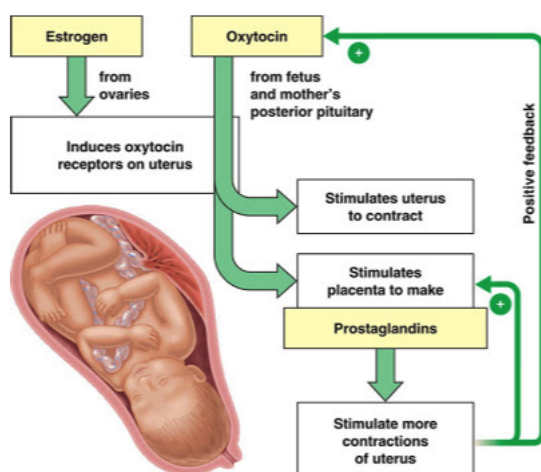 Estrogen
Oxytocin
+
from
ovaries
from fetus
and mother's
posterior pituitary
Induces oxytocin
receptors on uterus
Positive feedback
Stimulates uterus
to contract
Stimulates
placenta to make
+
Prostaglandins
Stimulate more
contractions
of uterus